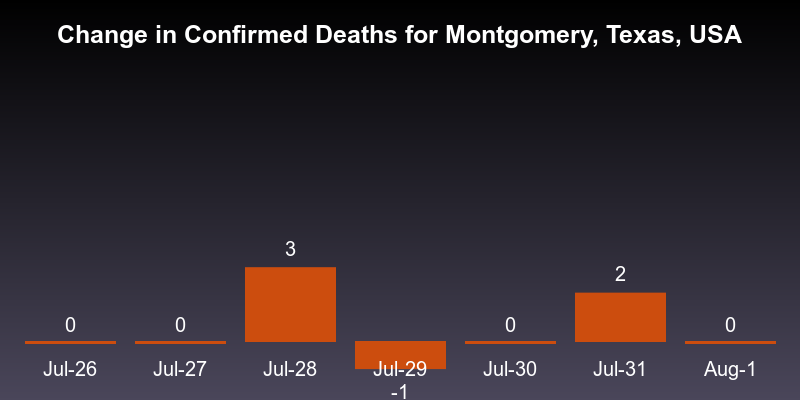 Change in Confirmed Deaths for Montgomery, Texas, USA
0 0 3 0 2 0
Jul-26 Jul-27 Jul-28 Jul-29 Jul-30 Jul-31 Aug-1
-1